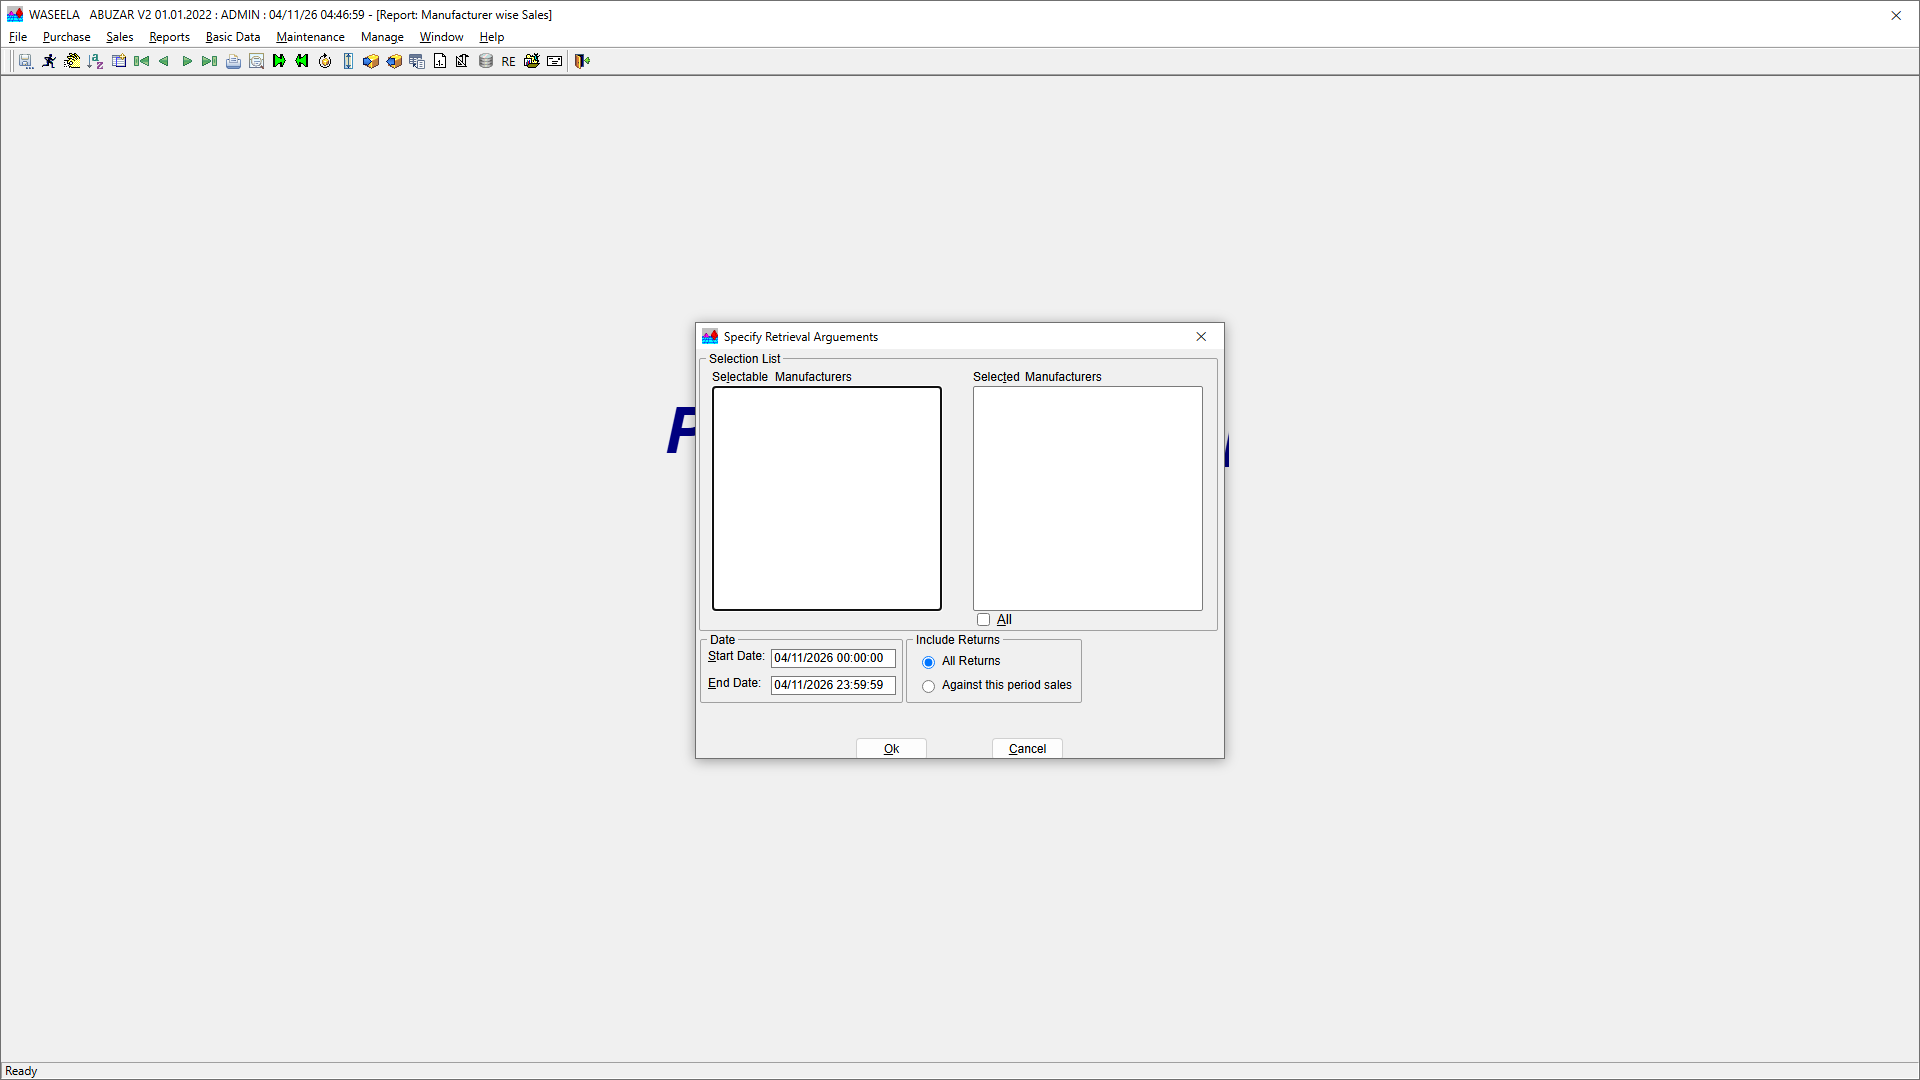 WASEELA ABUZAR V2 01.01.2022 : ADMIN : 04/11/26 04:46:59 - [Report: Manufacturer wise Sales]
File Purchase Sales Reports Basic Data Maintenance Manage Window Help
RE
Specify Retrieval Arguements
Selection List
Selectable Manufacturers Selected Manufacturers
All
Date Include Returns
Start Date: 04/11/2026 00:00:00 All Returns
End Date: 04/11/2026 23:59:59 Against this period sales
Ok Cancel
Ready